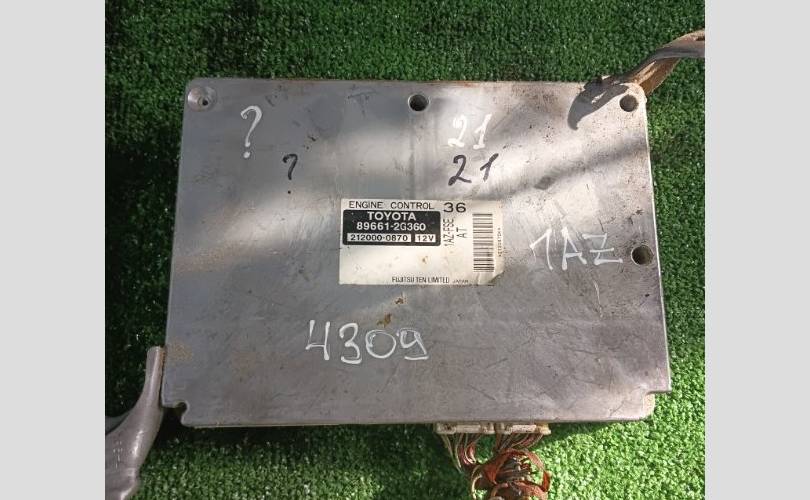 ?
21
?
21
ENGINE CONTROL
36
TOYOTA
89661-2G360
212000-0870 12V
1AZ-FSE
AT
FUJITSU TEN LIMITED JAPAN
1AZ
4309